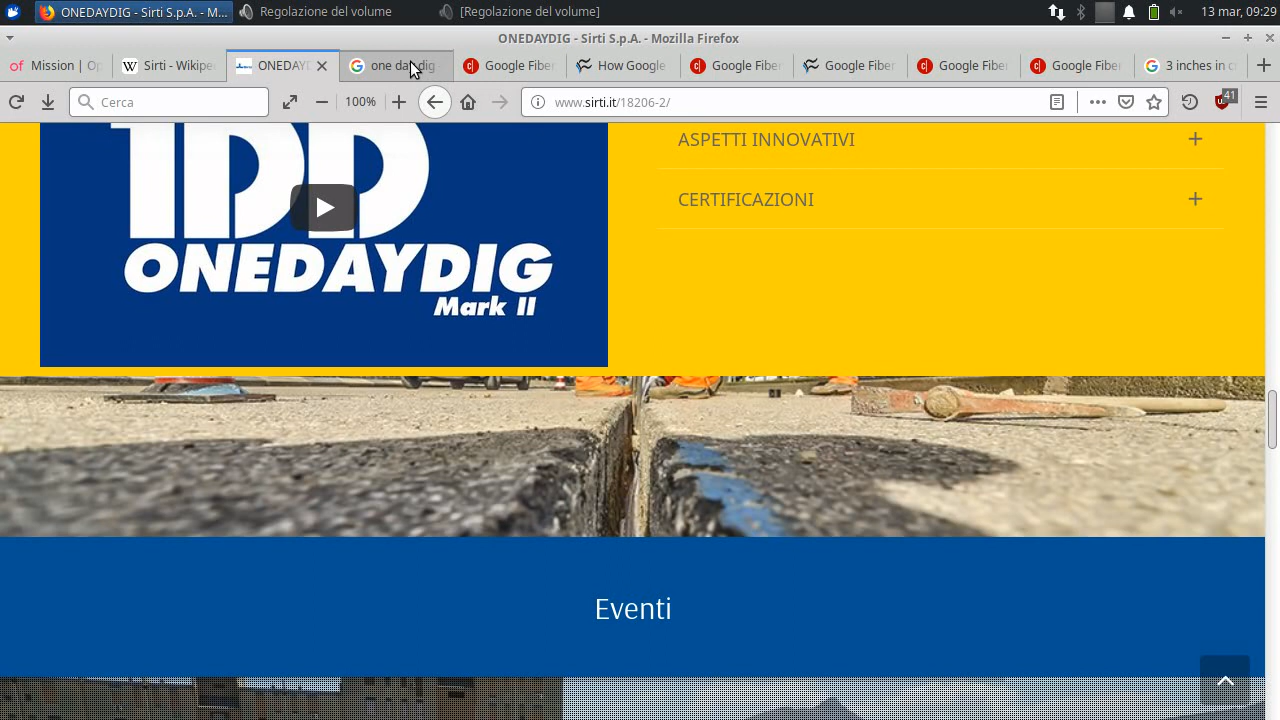 ONEDAYDIG - Sirti S.p.A. - M...
Regolazione del volume
[Regolazione del volume]
13 mar, 09:29
ONEDAYDIG - Sirti S.p.A. - Mozilla Firefox
Mission | Op
Sirti - Wikipe
ONEDAYD
one day dig
Google Fiber
How Google
Google Fiber
Google Fiber
Google Fiber
Google Fiber
3 inches in c
Cerca
100%
www.sirti.it/18206-2/
41
1DD
ONEDAYDIG
Mark II
ASPETTI INNOVATIVI
CERTIFICAZIONI
Eventi